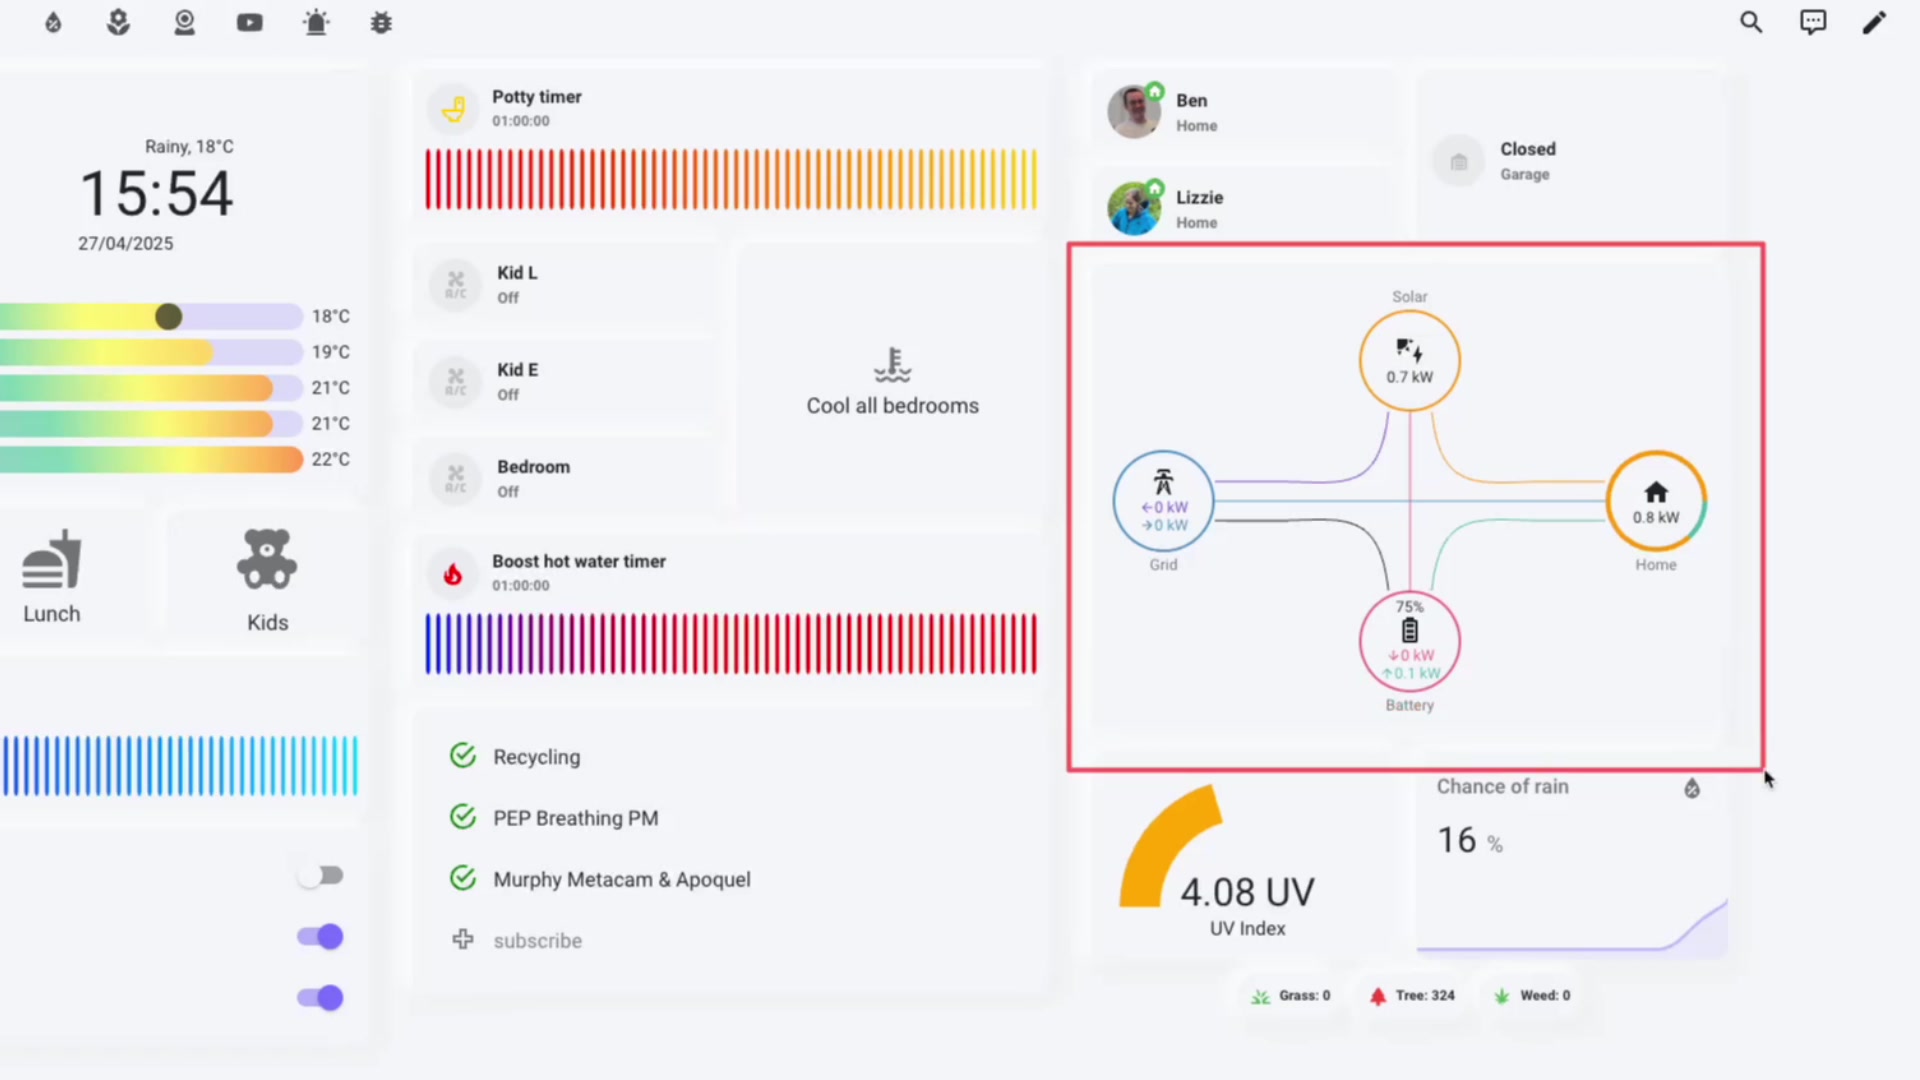 Rainy, 18°C
15:54
27/04/2025
18°C
19°C
21°C
21°C
22°C
Lunch
Kids
Potty timer
01:00:00
Kid L
Off
Kid E
Off
Bedroom
Off
A/C
A/C
A/C
Cool all bedrooms
Boost hot water timer
01:00:00
Recycling
PEP Breathing PM
Murphy Metacam & Apoquel
subscribe
Ben
Home
Lizzie
Home
Closed
Garage
Solar
0.7 kW
←0 kW
→0 kW
Grid
0.8 kW
Home
75%
↓0 kW
↑0.1 kW
Battery
4.08 UV
UV Index
Chance of rain
16 %
Grass: 0
Tree: 324
Weed: 0